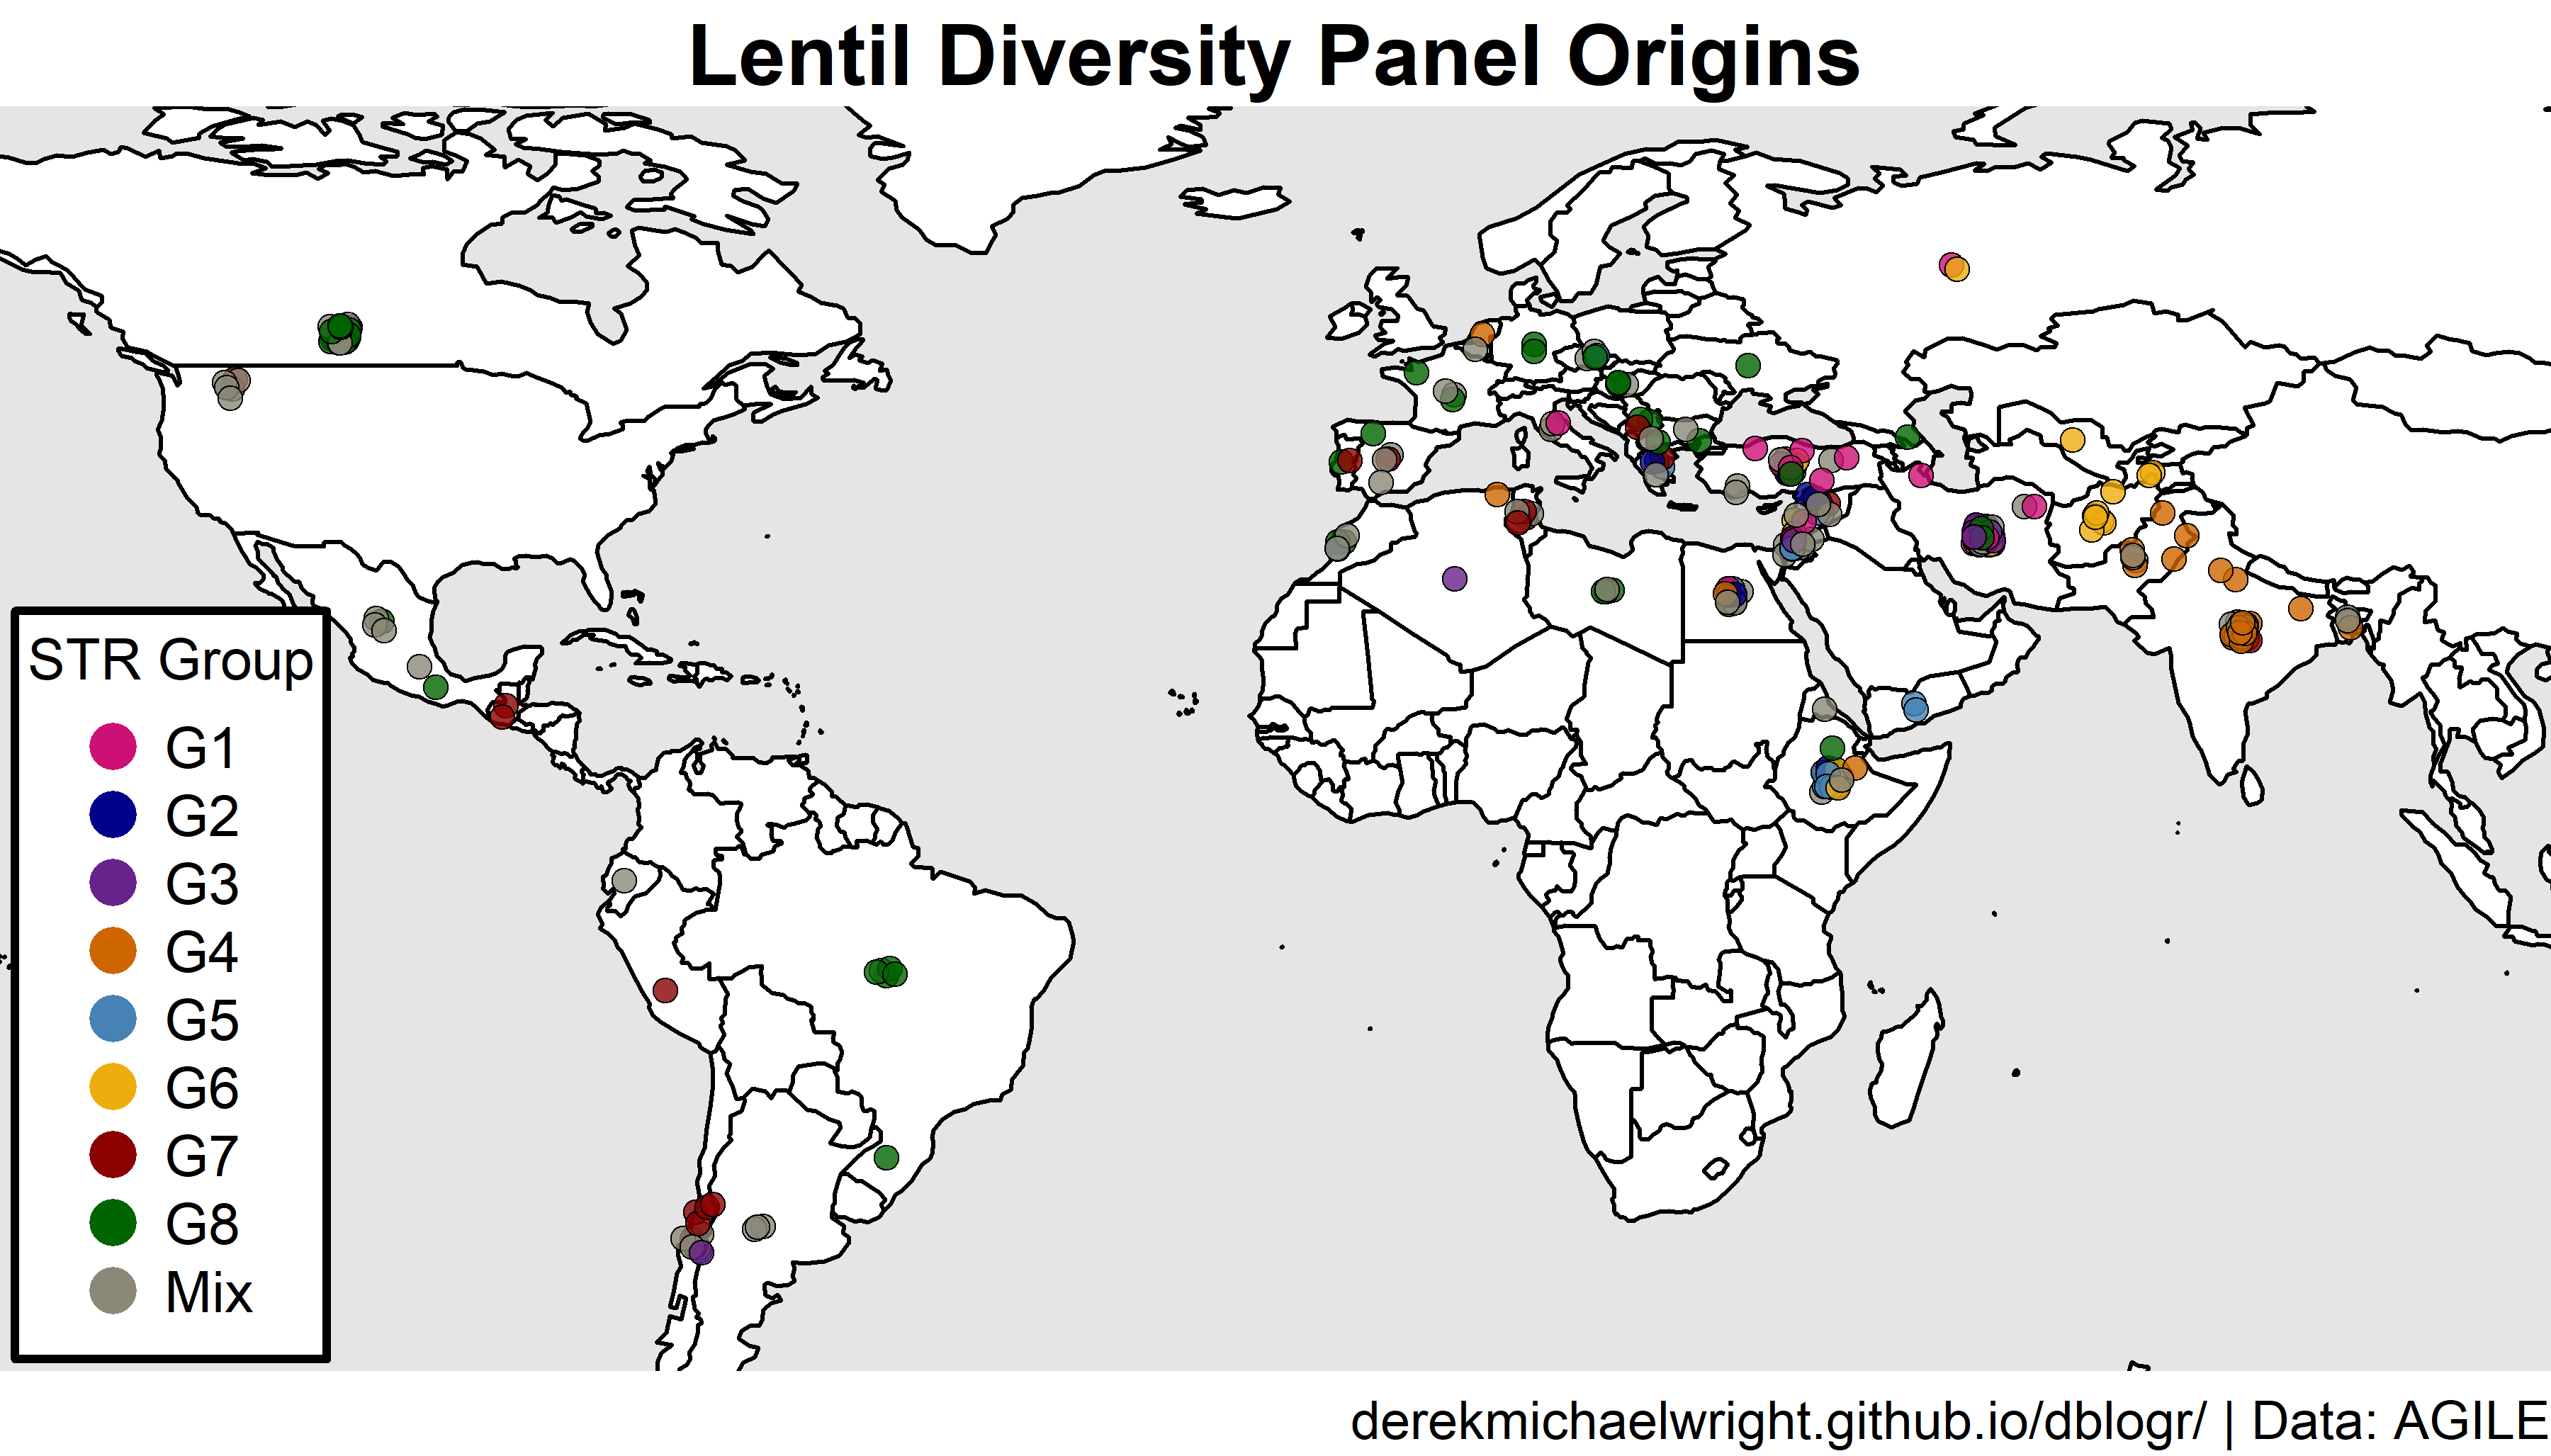 Lentil Diversity Panel Origins
STR Group
G1
G2
G3
G4
G5
G6
G7
G8
Mix
derekmichaelwright.github.io/dblogr/ | Data: AGILE